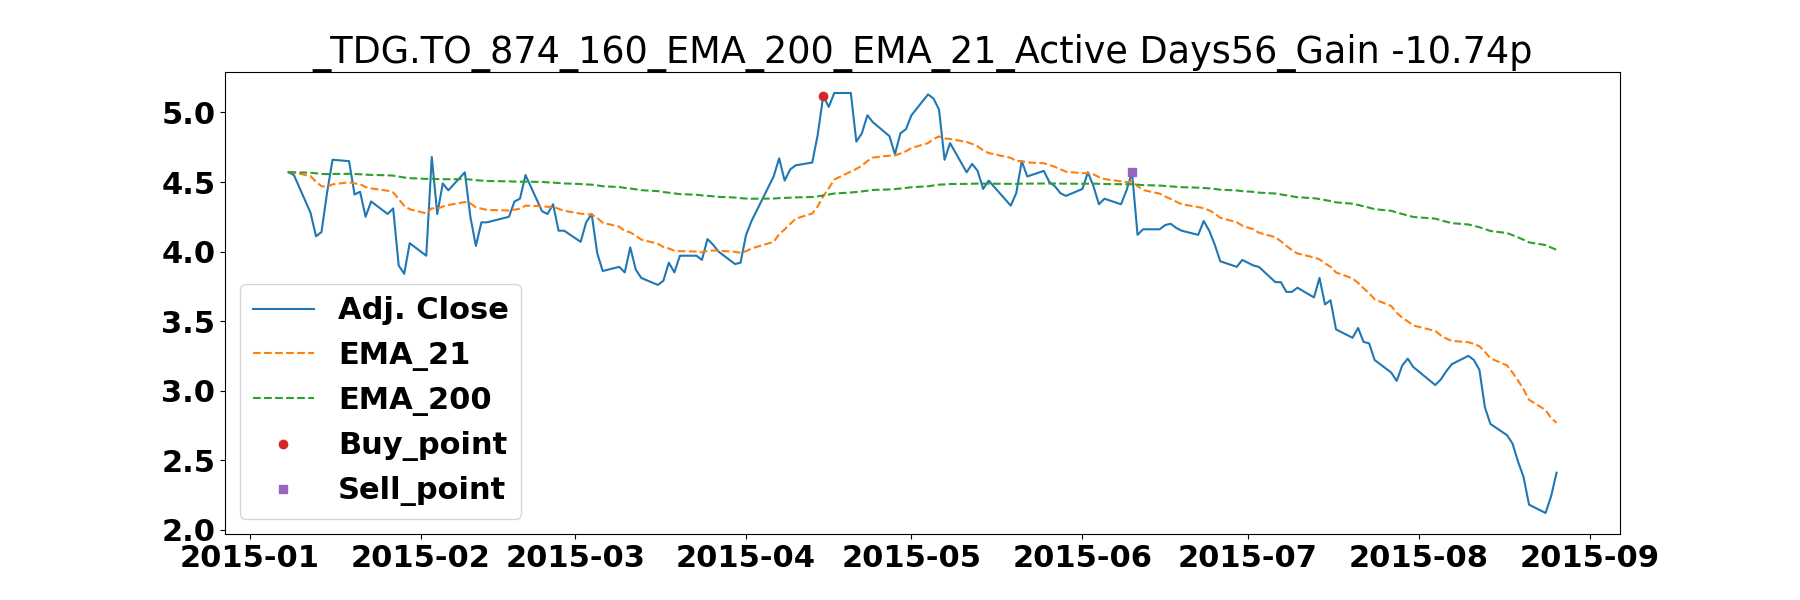 _TDG.TO_874_160_EMA_200_EMA_21_Active Days56_Gain -10.74p
5.0
4.5
4.0
3.5
3.0
2.5
2.0
Adj. Close
EMA_21
EMA_200
Buy_point
Sell_point
2015-01 2015-02 2015-03 2015-04 2015-05 2015-06 2015-07 2015-08 2015-09